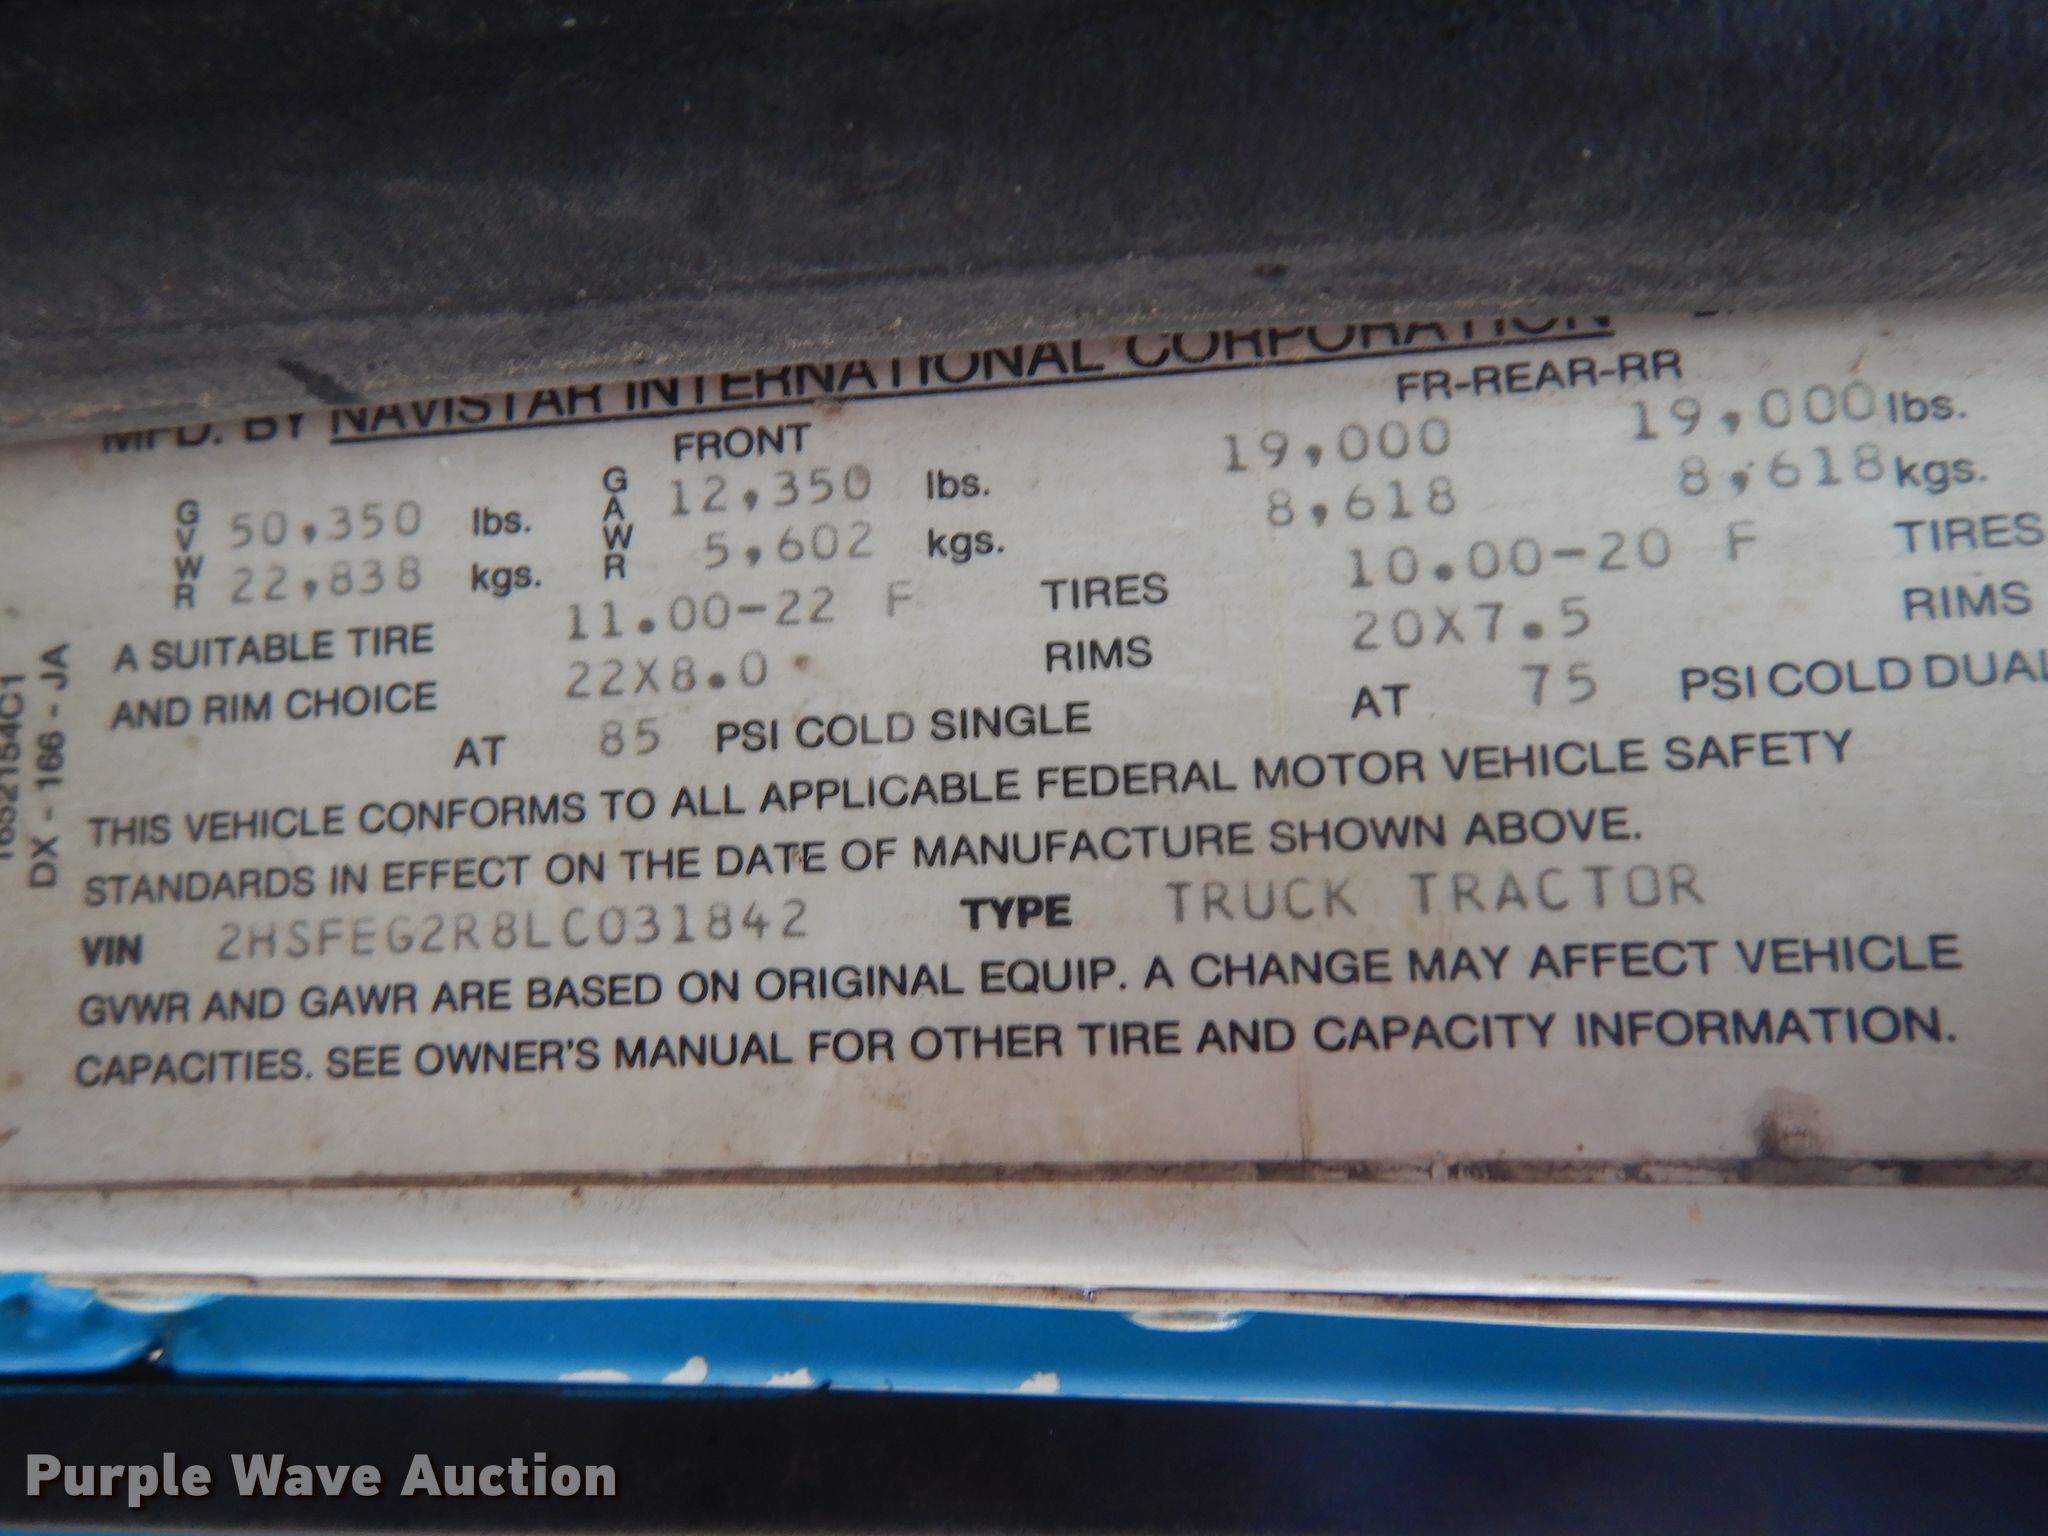 MFD. BY NAVISTAR INTERNATIONAL CORPORATION
FRONT FR-REAR-RR
GVWR 50,350 lbs. GAWR 12,350 lbs. 19,000 19,000 lbs.
22,838 kgs. 5,602 kgs. 8,618 8,618 kgs.
A SUITABLE TIRE 11.00-22 F TIRES 10.00-20 F TIRES
AND RIM CHOICE 22X8.0 RIMS 20X7.5 RIMS
AT 85 PSI COLD SINGLE AT 75 PSI COLD DUAL
THIS VEHICLE CONFORMS TO ALL APPLICABLE FEDERAL MOTOR VEHICLE SAFETY
STANDARDS IN EFFECT ON THE DATE OF MANUFACTURE SHOWN ABOVE.
VIN 2HSFEG2R8LC031842 TYPE TRUCK TRACTOR
GVWR AND GAWR ARE BASED ON ORIGINAL EQUIP. A CHANGE MAY AFFECT VEHICLE
CAPACITIES. SEE OWNER'S MANUAL FOR OTHER TIRE AND CAPACITY INFORMATION.
1652154C1
DX - 166 - JA
Purple Wave Auction